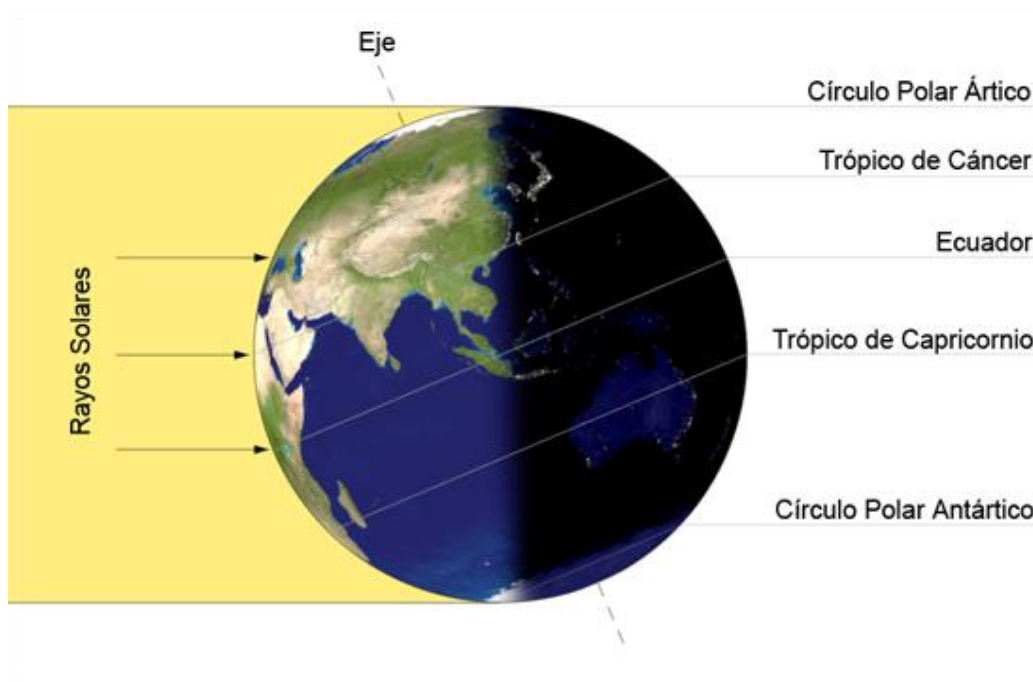 Eje
Círculo Polar Ártico
Trópico de Cáncer
Ecuador
Rayos Solares
Trópico de Capricornio
Círculo Polar Antártico